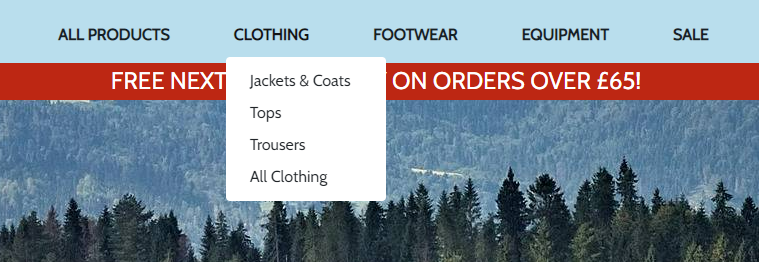 ALL PRODUCTS CLOTHING FOOTWEAR EQUIPMENT SALE
FREE NEXT ON ORDERS OVER £65!
Jackets & Coats
Tops
Trousers
All Clothing